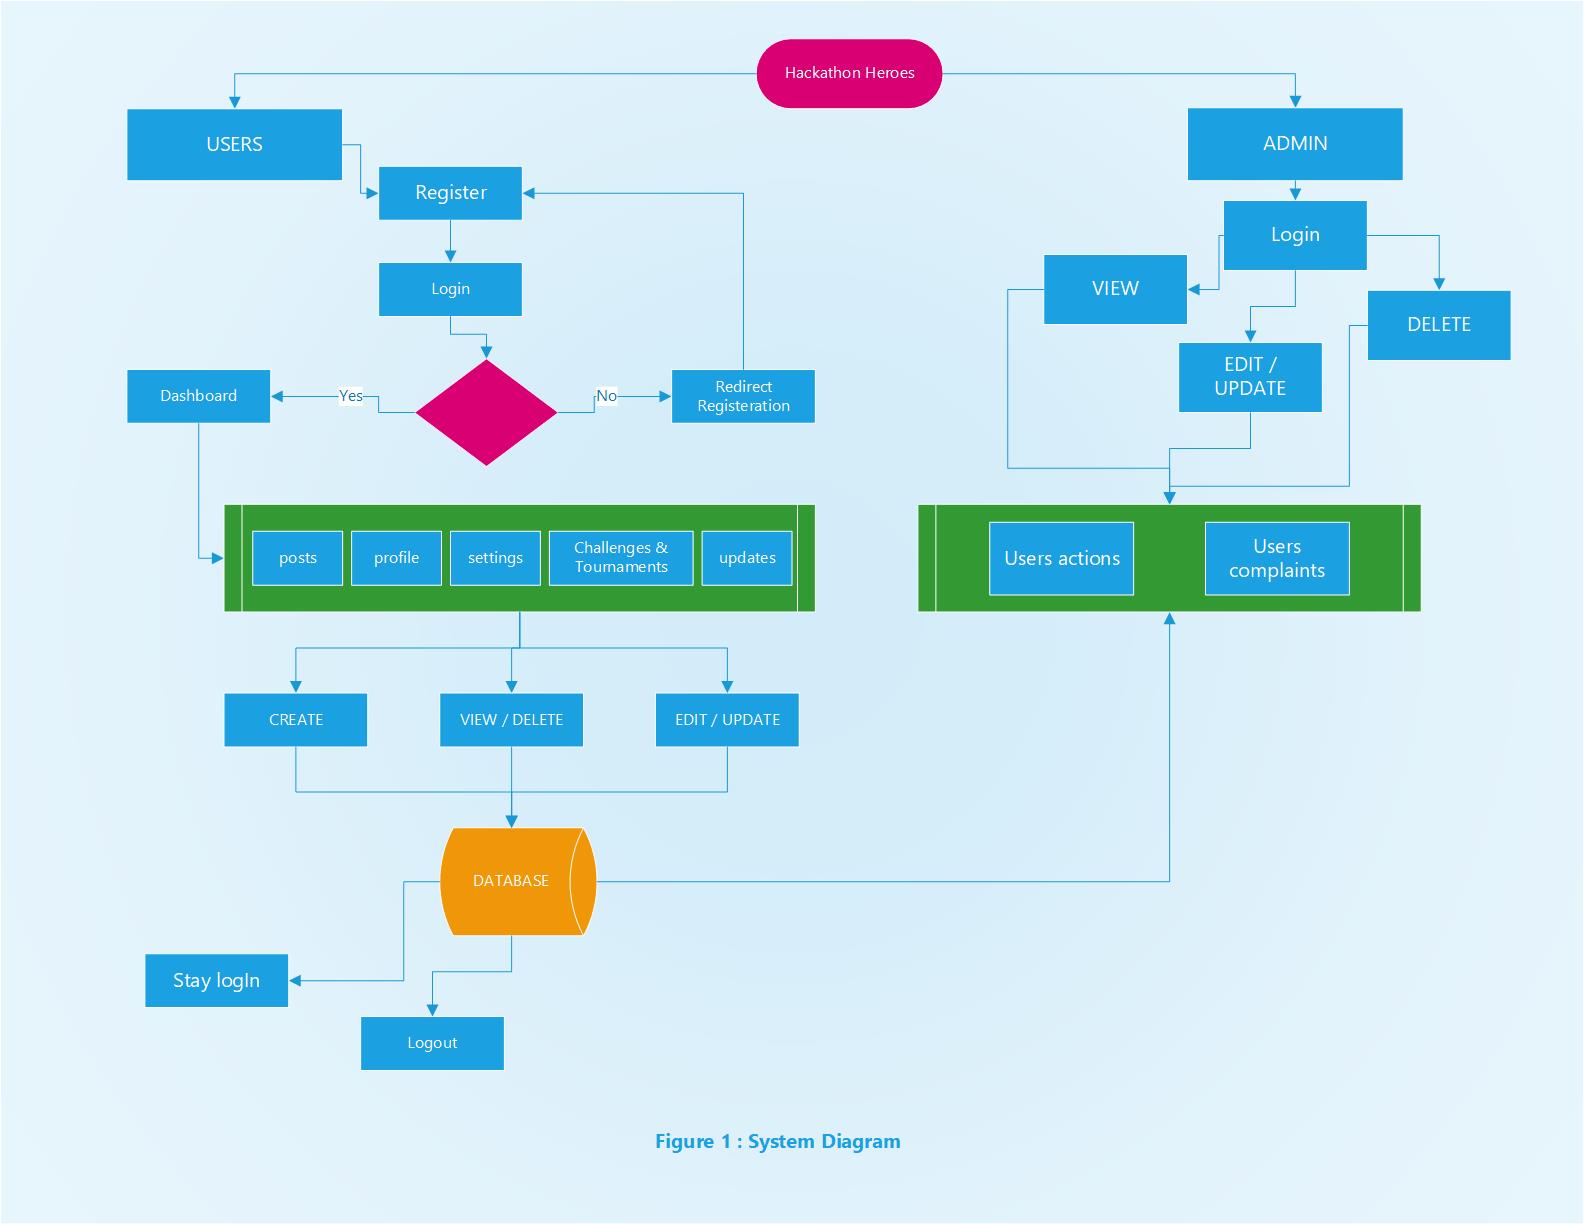 Hackathon Heroes
USERS
ADMIN
Register
Login
Login
VIEW
DELETE
EDIT /
UPDATE
Dashboard
Yes
No
Redirect
Registeration
posts
profile
settings
Challenges &
Tournaments
updates
Users actions
Users
complaints
CREATE
VIEW / DELETE
EDIT / UPDATE
DATABASE
Stay logIn
Logout
Figure 1 : System Diagram